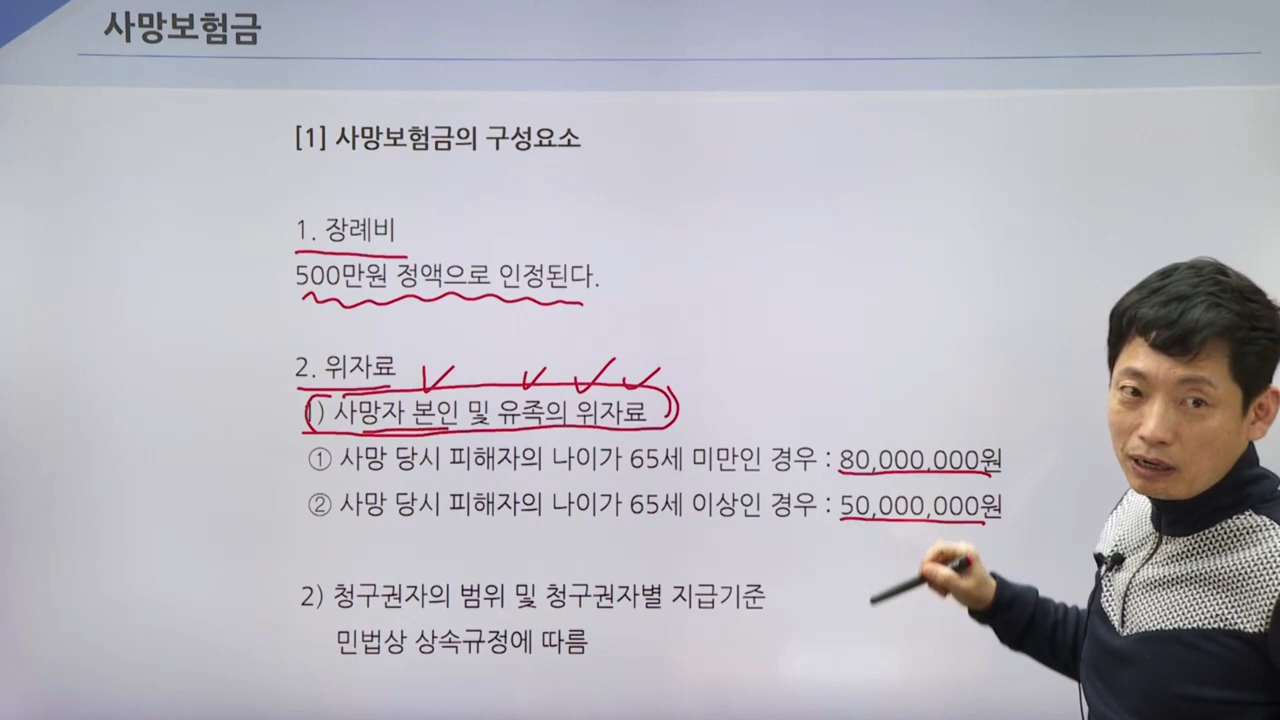 사망보험금
[1] 사망보험금의 구성요소
1. 장례비
500만원 정액으로 인정된다.
2. 위자료
1) 사망자 본인 및 유족의 위자료
① 사망 당시 피해자의 나이가 65세 미만인 경우 : 80,000,000원
② 사망 당시 피해자의 나이가 65세 이상인 경우 : 50,000,000원
2) 청구권자의 범위 및 청구권자별 지급기준
민법상 상속규정에 따름